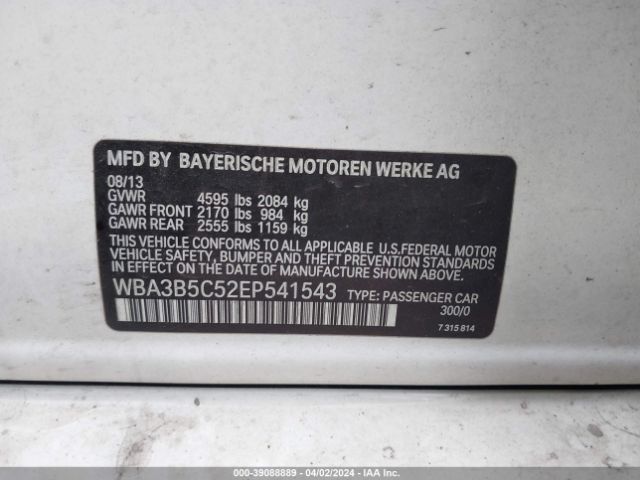 MFD BY BAYERISCHE MOTOREN WERKE AG
08/13
GVWR 4595 lbs 2084 kg
GAWR FRONT 2170 lbs 984 kg
GAWR REAR 2555 lbs 1159 kg
THIS VEHICLE CONFORMS TO ALL APPLICABLE U.S.FEDERAL MOTOR
VEHICLE SAFETY, BUMPER AND THEFT PREVENTION STANDARDS
IN EFFECT ON THE DATE OF MANUFACTURE SHOWN ABOVE.
WBA3B5C52EP541543 TYPE: PASSENGER CAR
300/0
7 315 814
000-39088889 - 04/02/2024 - IAA Inc.